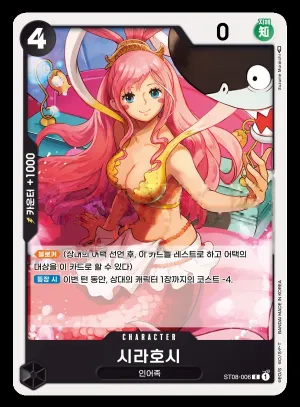 4
0
지혜
知
카운터 +1000
블로커 (상대의 어택 선언 후, 이 카드를 레스트로 하고 어택의
대상을 이 카드로 할 수 있다)
등장 시 이번 턴 동안, 상대의 캐릭터 1장까지의 코스트 -4.
CHARACTER
시라호시
인어족
ST08-006 C 1